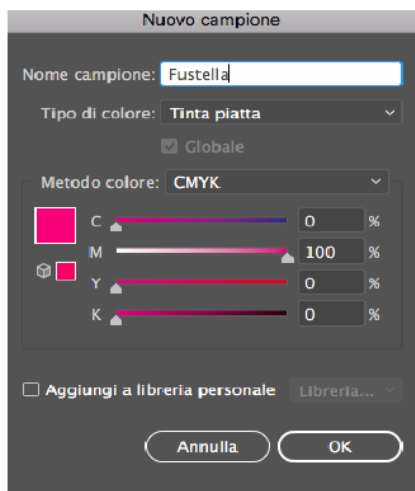 Nuovo campione
Nome campione: Fustella
Tipo di colore: Tinta piatta
Globale
Metodo colore: CMYK
C 0 %
M 100 %
Y 0 %
K 0 %
Aggiungi a libreria personale Libreria...
Annulla OK